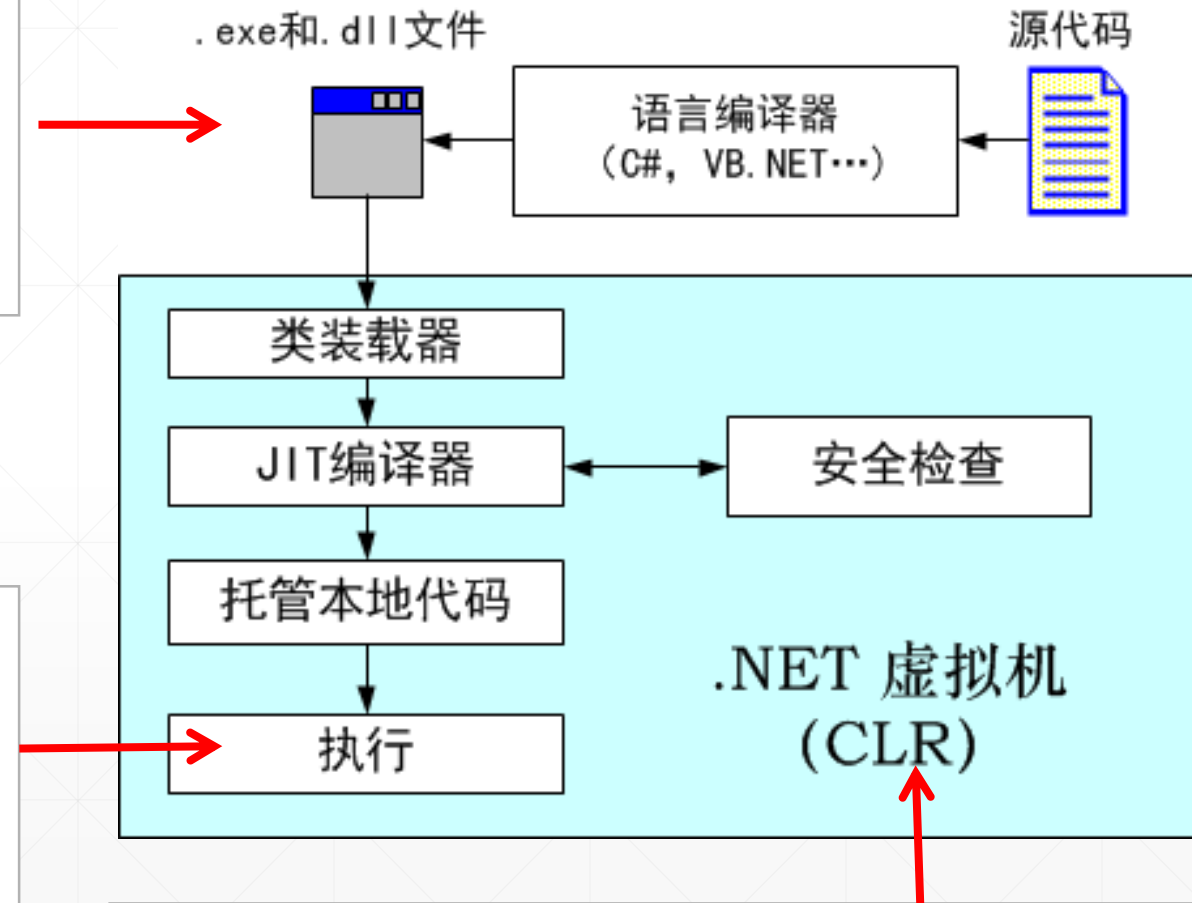 .exe和.dll文件
源代码
语言编译器
（C#，VB.NET…）
类装载器
JIT编译器
安全检查
托管本地代码
.NET 虚拟机
(CLR)
执行